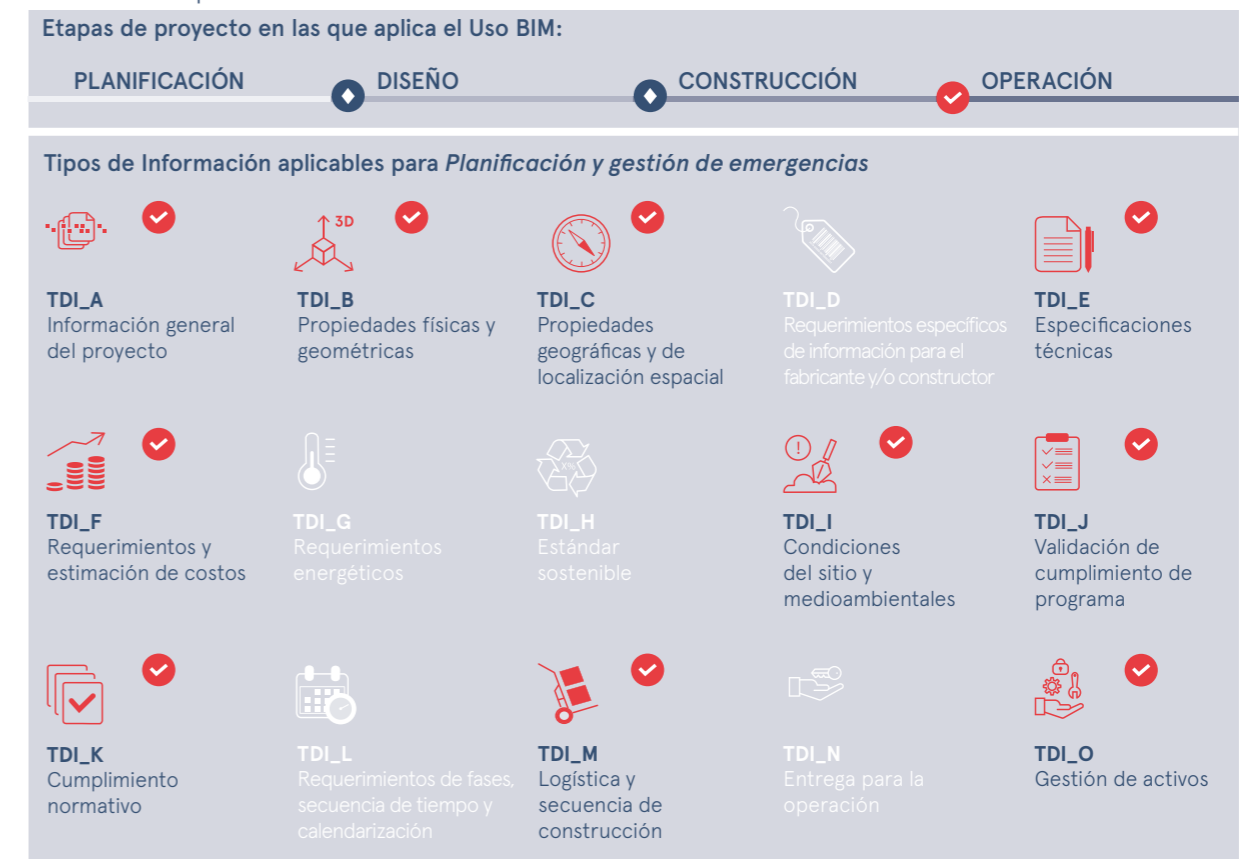 Etapas de proyecto en las que aplica el Uso BIM:
PLANIFICACIÓN DISEÑO CONSTRUCCIÓN OPERACIÓN
Tipos de Información aplicables para Planificación y gestión de emergencias
3D
TDI_A
Información general
del proyecto
TDI_B
Propiedades físicas y
geométricas
TDI_C
Propiedades
geográficas y de
localización espacial
TDI_D
Requerimientos específicos
de información para el
fabricante y/o constructor
TDI_E
Especificaciones
técnicas
TDI_F
Requerimientos y
estimación de costos
TDI_G
Requerimientos
energéticos
X%
TDI_H
Estándar
sostenible
TDI_I
Condiciones
del sitio y
medioambientales
TDI_J
Validación de
cumplimiento de
programa
TDI_K
Cumplimiento
normativo
TDI_L
Requerimientos de fases,
secuencia de tiempo y
calendarización
TDI_M
Logística y
secuencia de
construcción
TDI_N
Entrega para la
operación
TDI_O
Gestión de activos